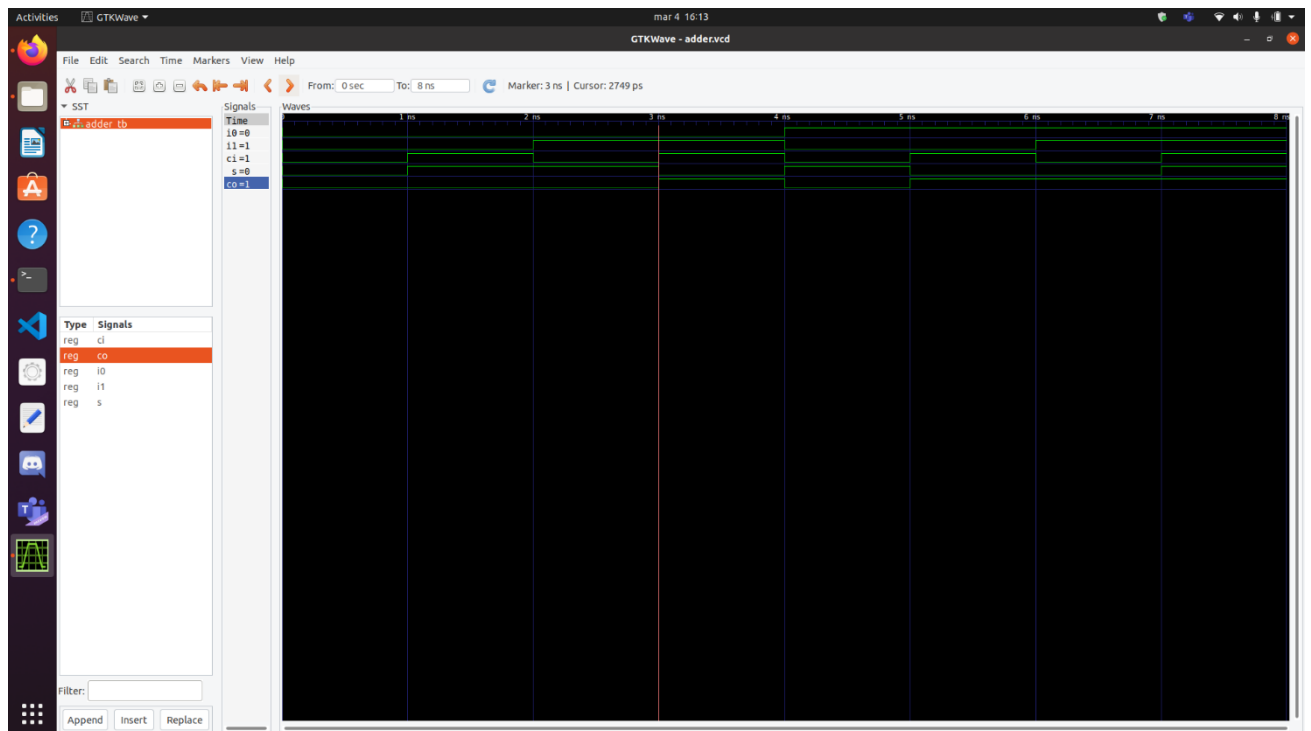 Activities GTKWave mar 4 16:13
GTKWave - adder.vcd
File Edit Search Time Markers View Help
From: 0 sec To: 8 ns Marker: 3 ns | Cursor: 2749 ps
SST Signals Waves
adder_tb
Time 0 1 ns 2 ns 3 ns 4 ns 5 ns 6 ns 7 ns 8 ns
i0=0
i1=1
ci=1
s=0
co=1
Type Signals
reg ci
reg co
reg i0
reg i1
reg s
Filter:
Append Insert Replace